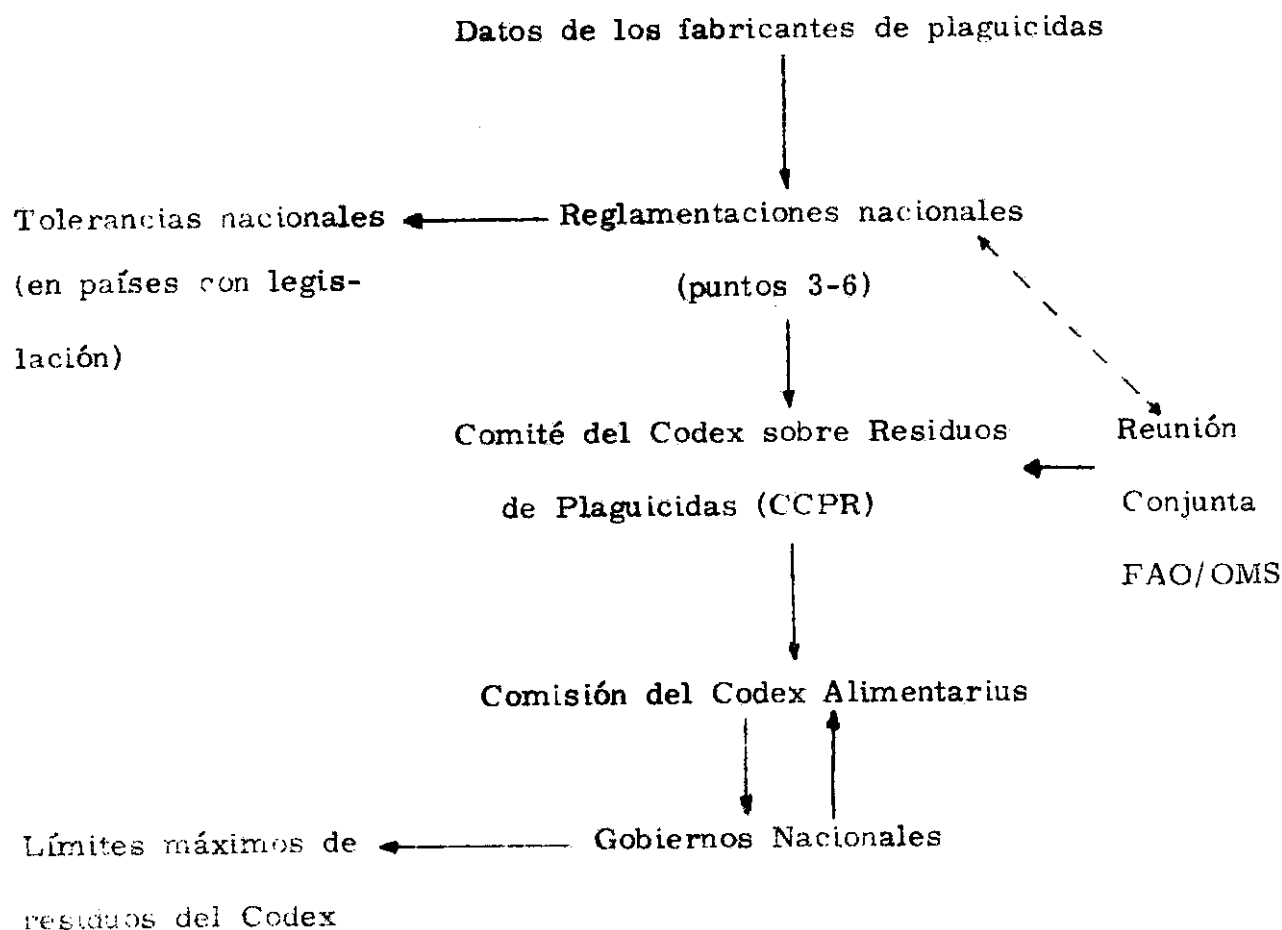 Datos de los fabricantes de plaguicidas
Tolerancias nacionales
(en países con legis-
lación)
Reglamentaciones nacionales
(puntos 3-6)
Comité del Codex sobre Residuos
de Plaguicidas (CCPR)
Reunión
Conjunta
FAO/OMS
Comisión del Codex Alimentarius
Gobiernos Nacionales
Límites máximos de
residuos del Codex